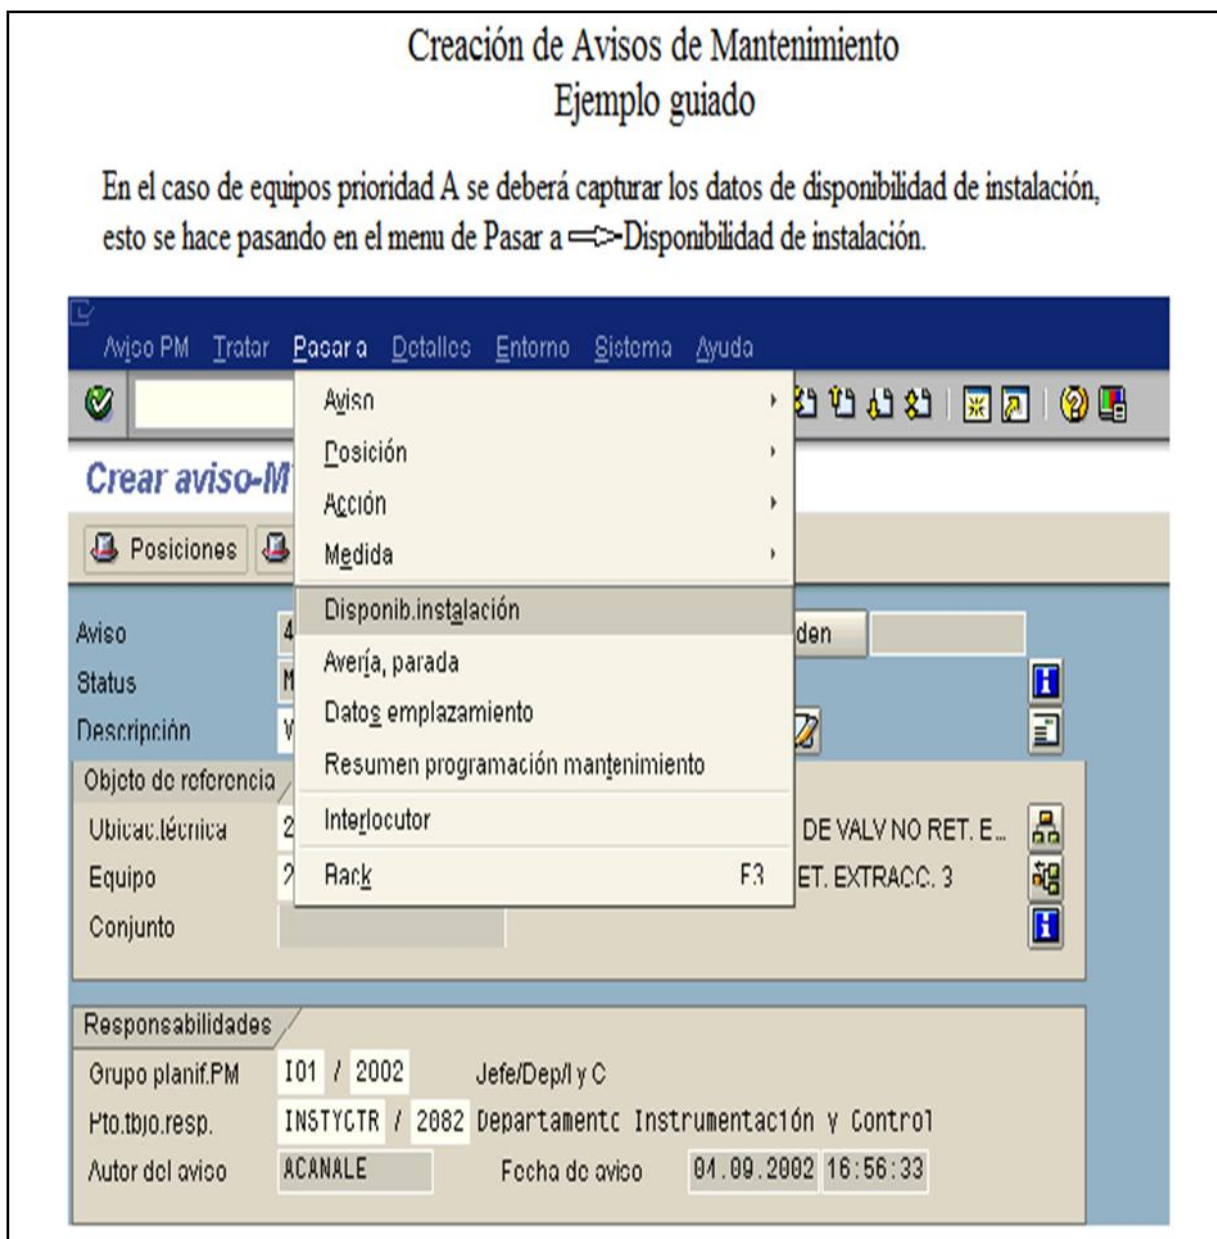 Creación de Avisos de Mantenimiento
Ejemplo guiado
En el caso de equipos prioridad A se deberá capturar los datos de disponibilidad de instalación,
esto se hace pasando en el menu de Pasar a Disponibilidad de instalación.
Aviso PM Tratar Pasar a Detalles Entorno Sistema Ayuda
Aviso
Posición
Crear aviso-M
Acción
Posiciones
Medida
Disponib.instalación
Aviso 4 den
Avería, parada
Status M
Datos emplazamiento
Descripción V
Resumen programación mantenimiento
Objeto de referencia
Interlocutor
Ubicac.técnica 2 DE VALV NO RET. E...
Back F3
Equipo 2 ET. EXTRACC. 3
Conjunto
Responsabilidades
Grupo planif.PM I01 / 2002 Jefe/Dep/I y C
Pto.tbjo.resp. INSTYCTR / 2082 Departamento Instrumentación y Control
Autor del aviso ACANALE Fecha de aviso 04.09.2002 16:56:33